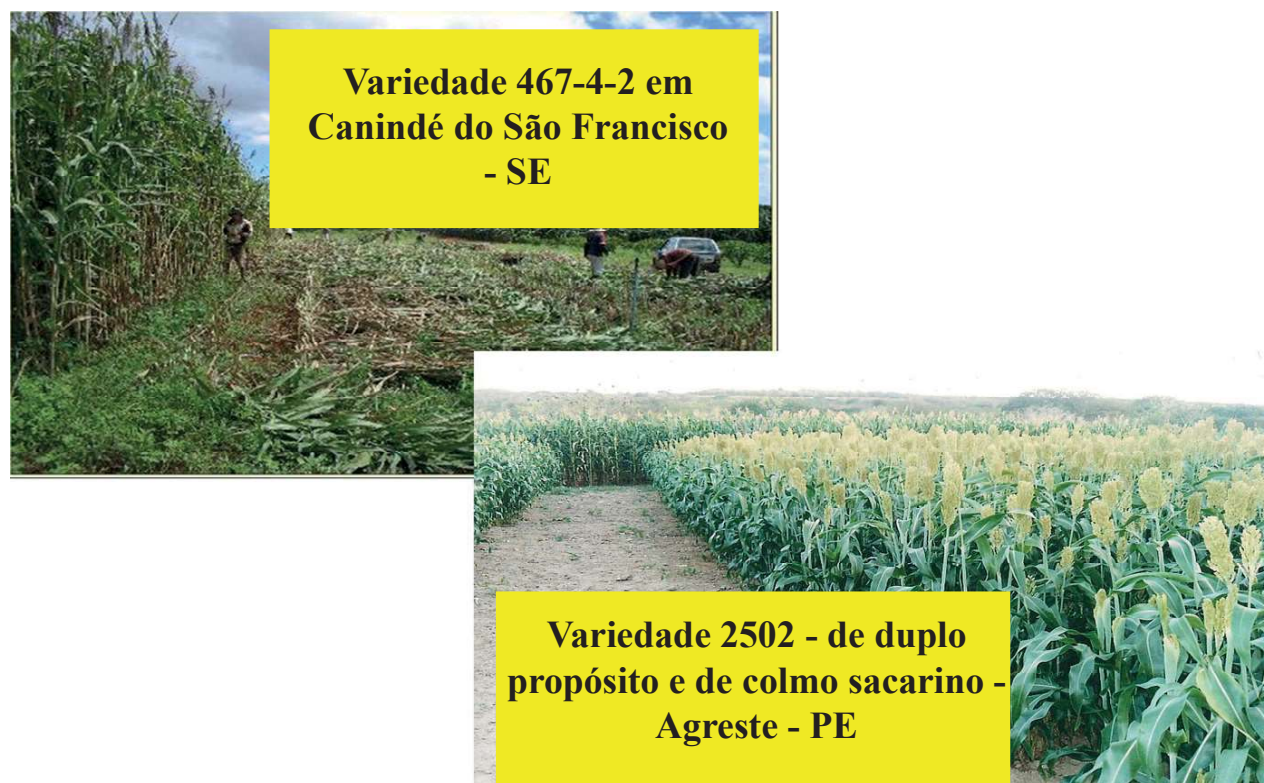 Variedade 467-4-2 em
Canindé do São Francisco
- SE
Variedade 2502 - de duplo
propósito e de colmo sacarino -
Agreste - PE